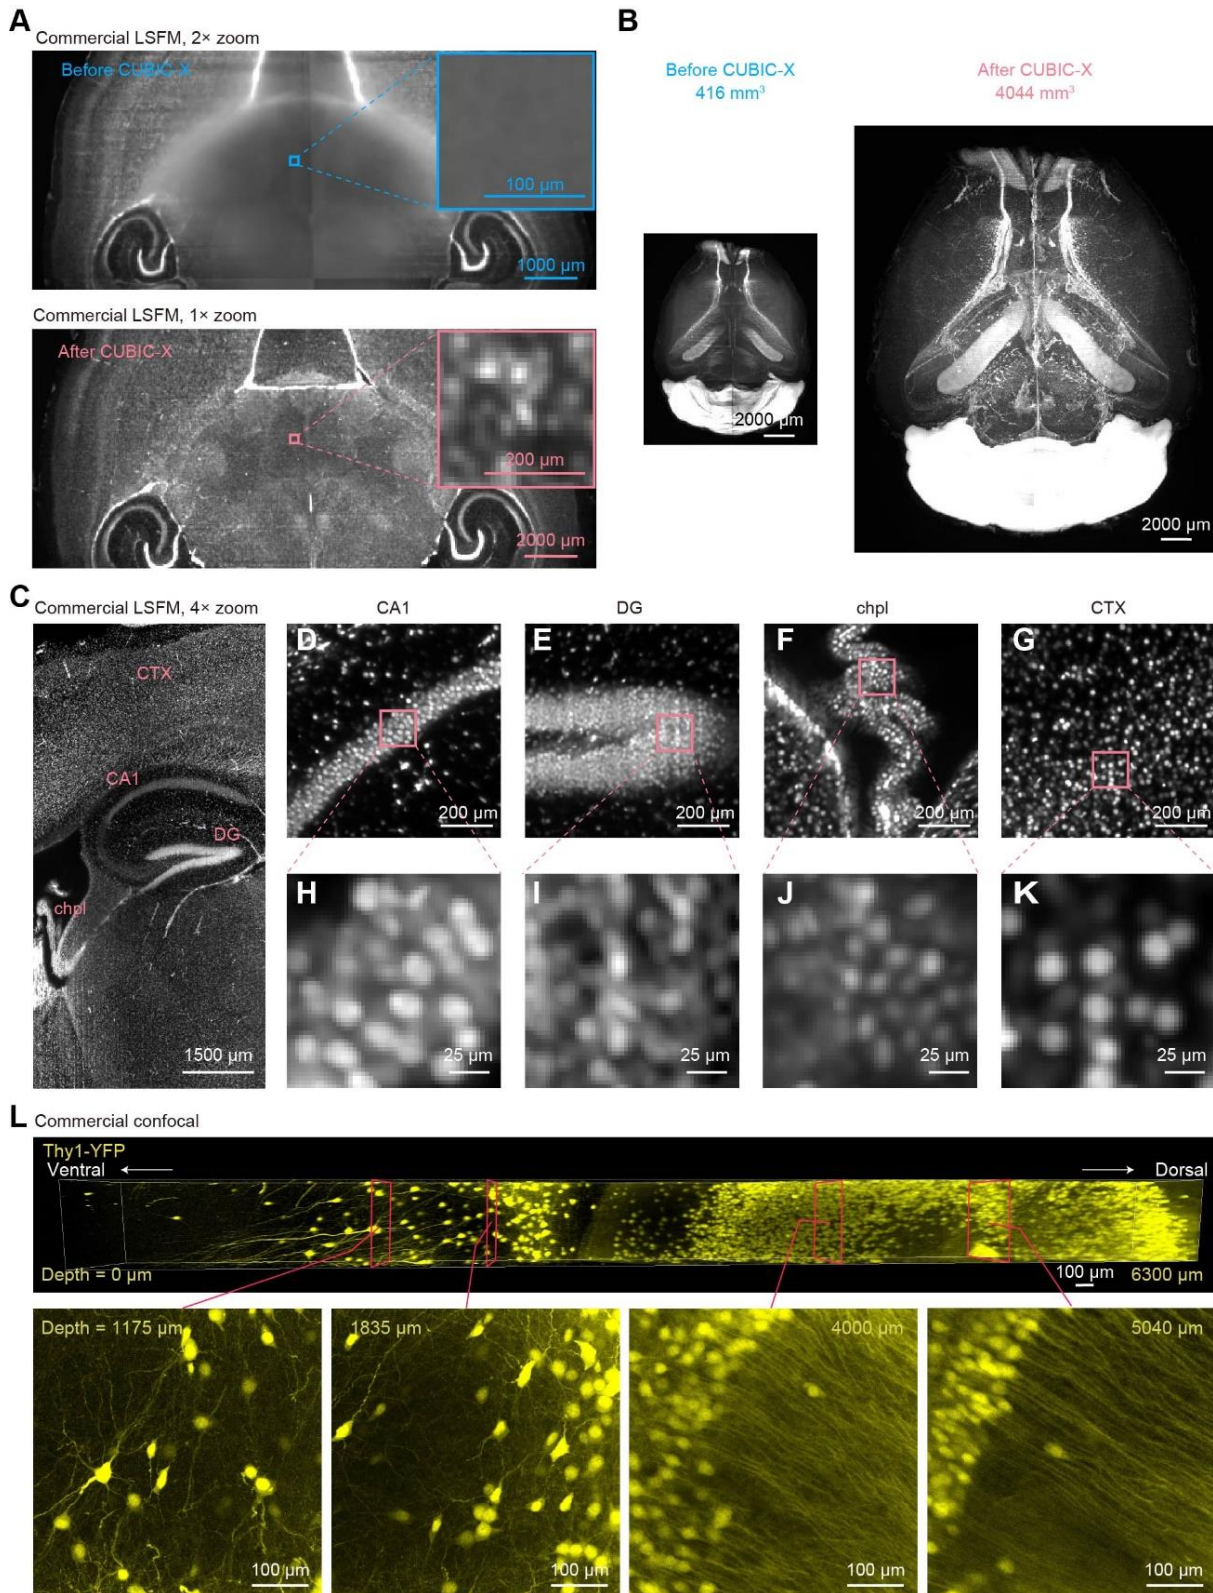 A
Commercial LSFM, 2× zoom
Before CUBIC-X
100 µm
1000 µm
Commercial LSFM, 1× zoom
After CUBIC-X
200 µm
2000 µm
B
Before CUBIC-X
416 mm³
After CUBIC-X
4044 mm³
2000 µm
2000 µm
C
Commercial LSFM, 4× zoom
CA1
DG
chpl
CTX
CTX
CA1
DG
chpl
1500 µm
D
200 µm
E
200 µm
F
200 µm
G
200 µm
H
25 µm
I
25 µm
J
25 µm
K
25 µm
L
Commercial confocal
Thy1-YFP
Ventral
Dorsal
Depth = 0 µm
100 µm
6300 µm
Depth = 1175 µm
100 µm
1835 µm
100 µm
4000 µm
100 µm
5040 µm
100 µm